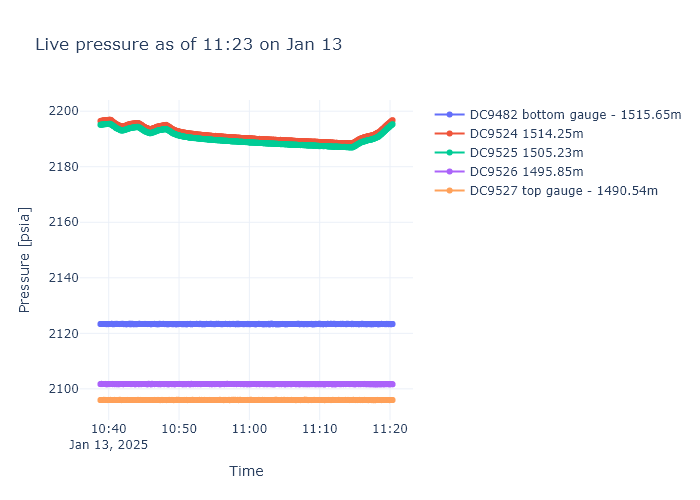 Live pressure as of 11:23 on Jan 13
DC9482 bottom gauge - 1515.65m
DC9524 1514.25m
DC9525 1505.23m
DC9526 1495.85m
DC9527 top gauge - 1490.54m
Pressure [psia]
2200
2180
2160
2140
2120
2100
10:40 10:50 11:00 11:10 11:20
Jan 13, 2025
Time